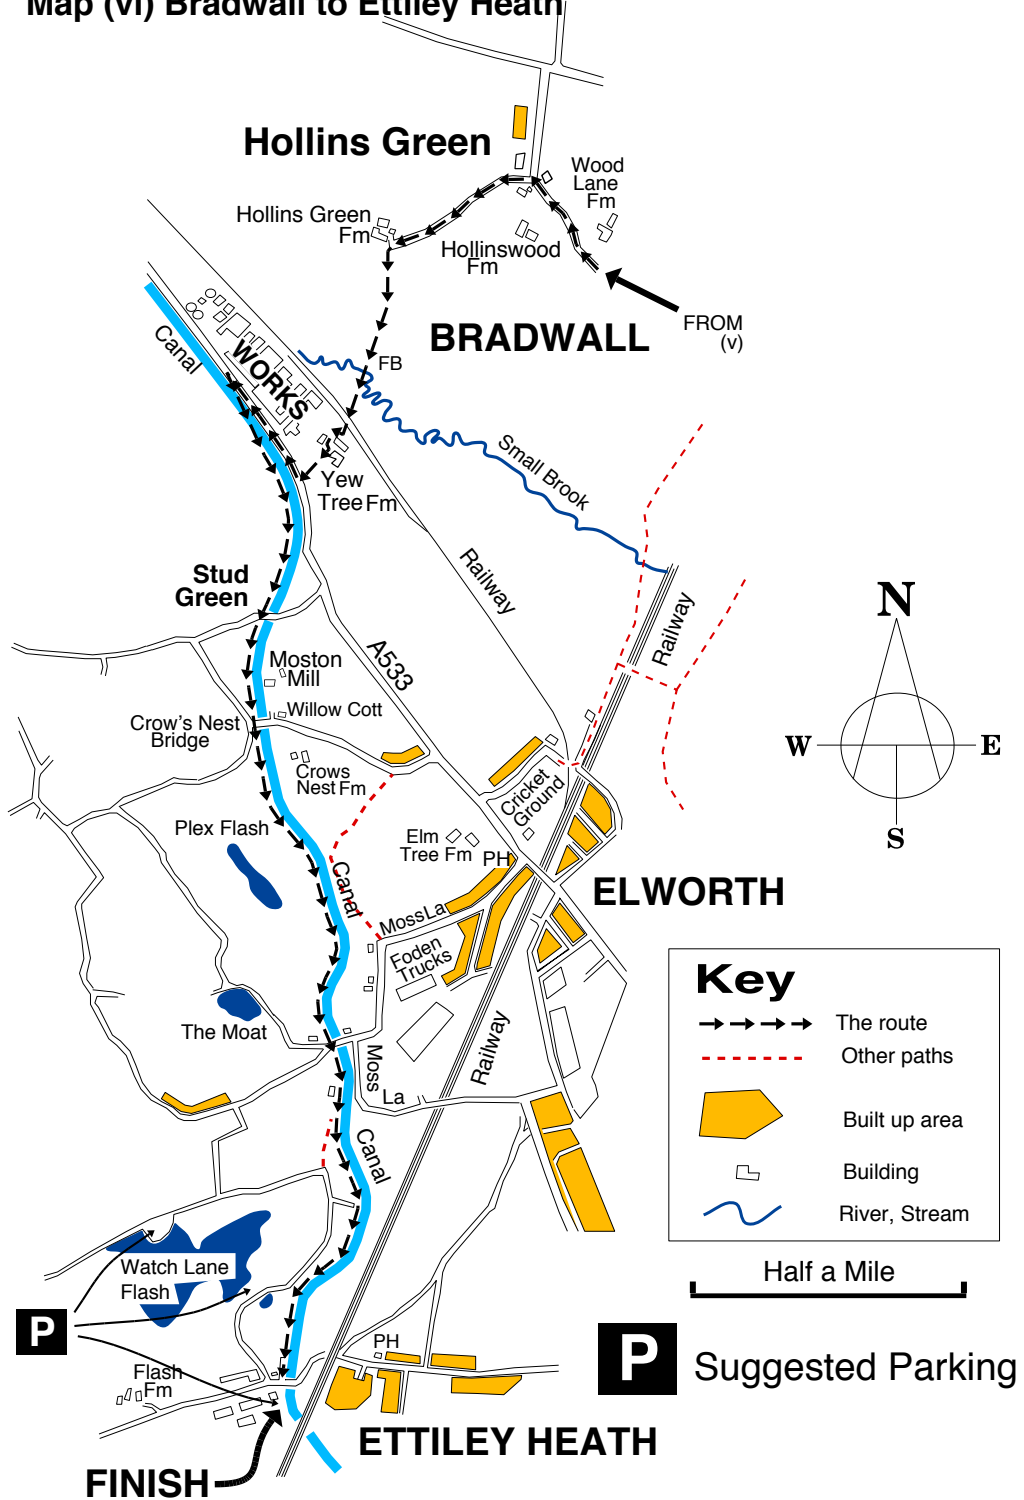 Map (vi) Bradwall to Ettiley Heath
Hollins Green
Wood
Lane
Fm
Hollins Green
Fm
Hollinswood
Fm
FROM
(v)
BRADWALL
Canal
WORKS
FB
Small Brook
Yew
Tree Fm
Railway
Stud
Green
Railway
A533
Moston
Mill
Willow Cott
Crow's Nest
Bridge
Crows
Nest Fm
Cricket
Ground
Plex Flash
Elm
Tree Fm
PH
Canal
ELWORTH
Moss La
Foden
Trucks
The Moat
Railway
Moss
La
Canal
N
W
E
S
Key
The route
Other paths
Built up area
Building
River, Stream
Half a Mile
P
Suggested Parking
Watch Lane
Flash
P
PH
Flash
Fm
ETTILEY HEATH
FINISH